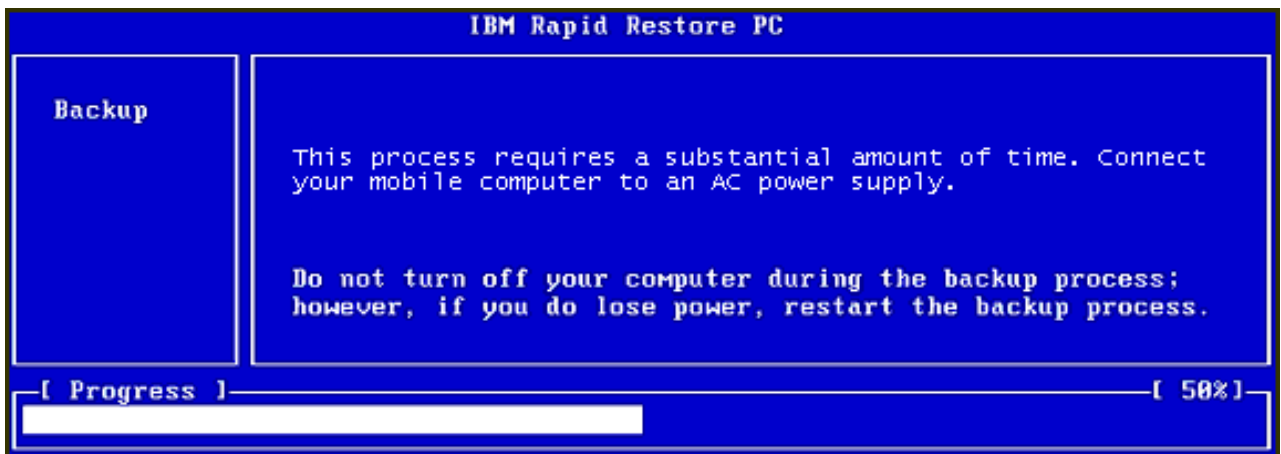 IBM Rapid Restore PC
Backup
This process requires a substantial amount of time. Connect
your mobile computer to an AC power supply.
Do not turn off your computer during the backup process;
however, if you do lose power, restart the backup process.
[ Progress ]
[ 50%]